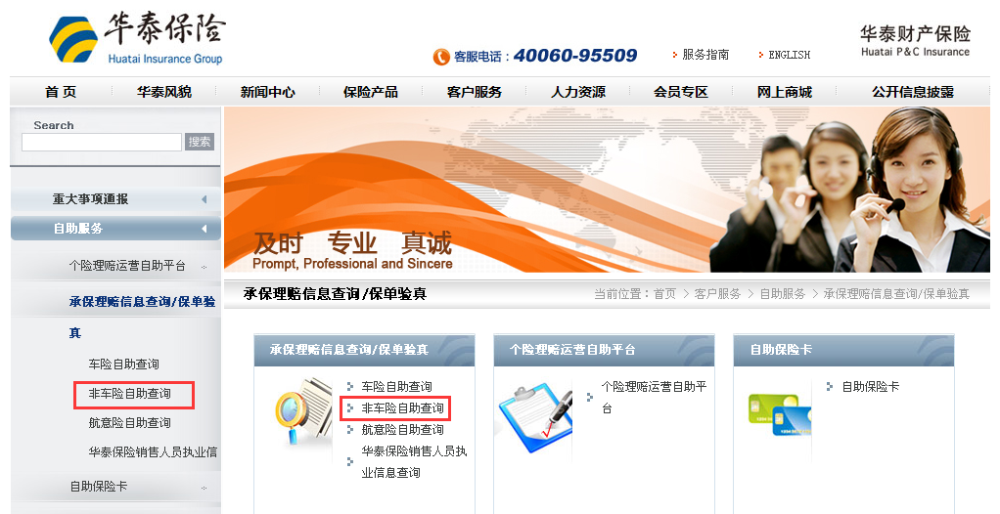 华泰保险
Huatai Insurance Group
客服电话：40060-95509
服务指南
ENGLISH
华泰财产保险
Huatai P&C Insurance
首 页
华泰风貌
新闻中心
保险产品
客户服务
人力资源
会员专区
网上商城
公开信息披露
Search
搜索
重大事项通报
自助服务
个险理赔运营自助平台
承保理赔信息查询/保单验
真
车险自助查询
非车险自助查询
航意险自助查询
华泰保险销售人员执业信
自助保险卡
及时 专业 真诚
Prompt, Professional and Sincere
承保理赔信息查询/保单验真
当前位置：首页 > 客户服务 > 自助服务 > 承保理赔信息查询/保单验真
承保理赔信息查询/保单验真
车险自助查询
非车险自助查询
航意险自助查询
华泰保险销售人员执
业信息查询
个险理赔运营自助平台
个险理赔运营自助平
台
自助保险卡
自助保险卡